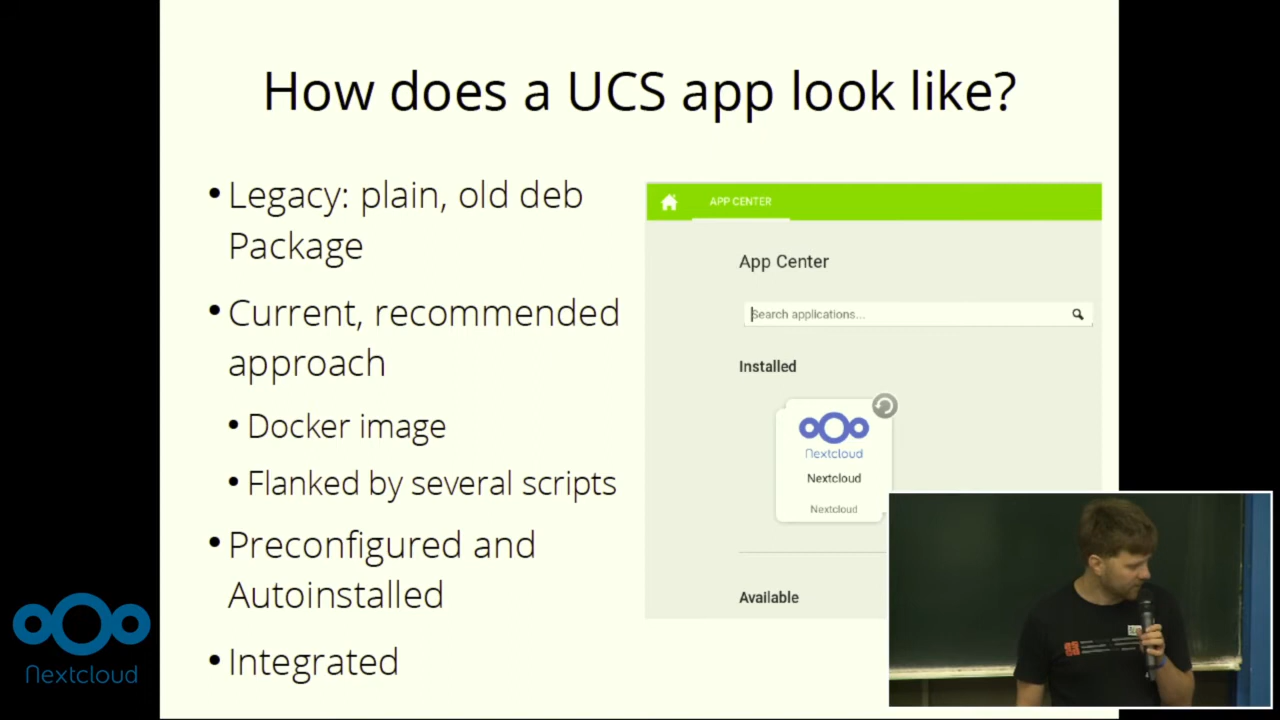 How does a UCS app look like?
• Legacy: plain, old deb
Package
• Current, recommended
approach
• Docker image
• Flanked by several scripts
• Preconfigured and
Autoinstalled
• Integrated
APP CENTER
App Center
Search applications...
Installed
Nextcloud
Nextcloud
Nextcloud
Available
Nextcloud